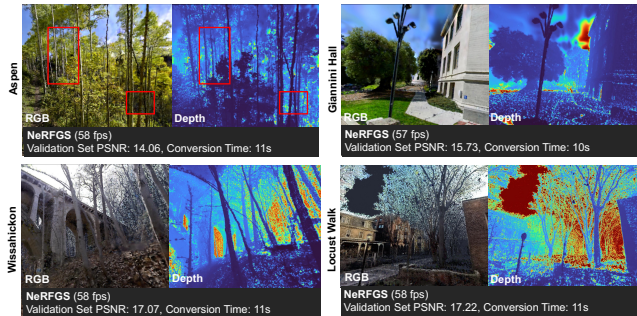 Aspen
RGB
Depth
NeRFGS (58 fps)
Validation Set PSNR: 14.06, Conversion Time: 11s
Giannini Hall
RGB
Depth
NeRFGS (57 fps)
Validation Set PSNR: 15.73, Conversion Time: 10s
Wissahickon
RGB
Depth
NeRFGS (58 fps)
Validation Set PSNR: 17.07, Conversion Time: 11s
Locust Walk
RGB
Depth
NeRFGS (58 fps)
Validation Set PSNR: 17.22, Conversion Time: 11s